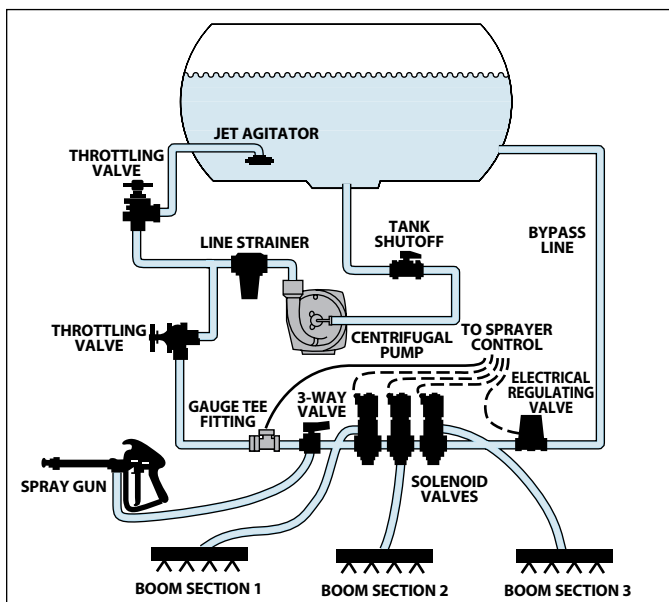 JET AGITATOR
THROTTLING
VALVE
TANK
SHUTOFF
BYPASS
LINE
LINE STRAINER
THROTTLING
VALVE
CENTRIFUGAL
PUMP
TO SPRAYER
CONTROL
GAUGE TEE
FITTING
3-WAY
VALVE
ELECTRICAL
REGULATING
VALVE
SPRAY GUN
SOLENOID
VALVES
BOOM SECTION 1
BOOM SECTION 2
BOOM SECTION 3